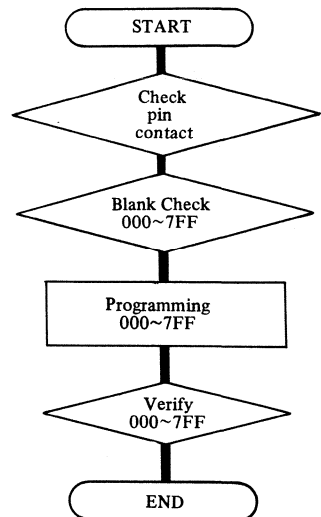 START
Check
pin
contact
Blank Check
000~7FF
Programming
000~7FF
Verify
000~7FF
END